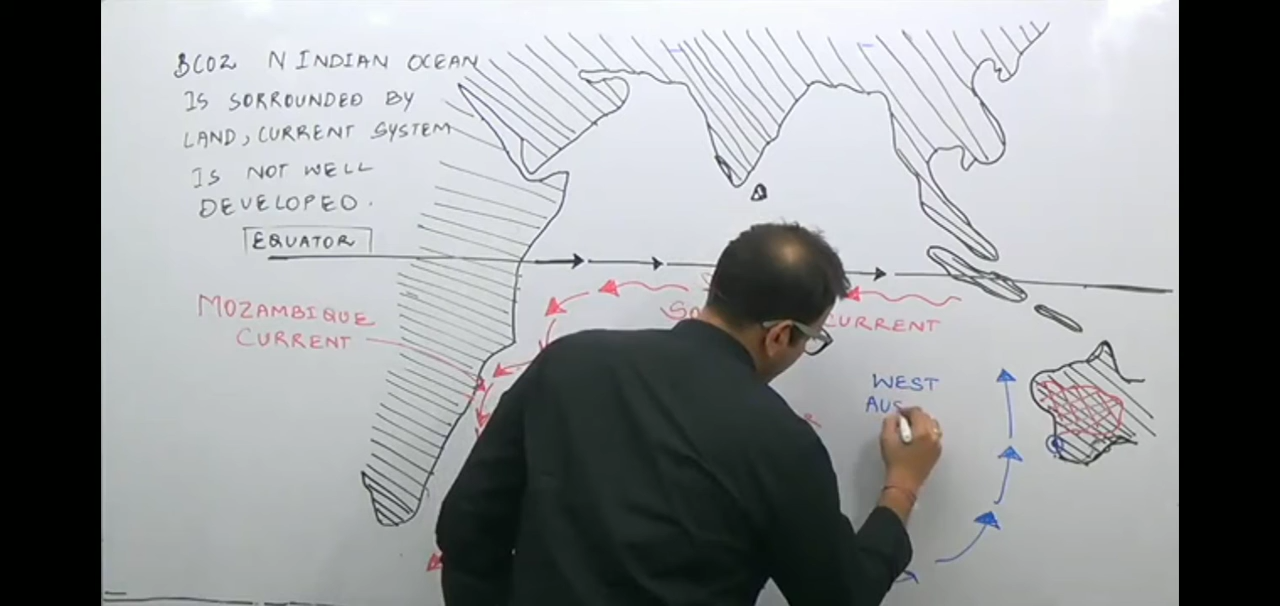 BCOZ N INDIAN OCEAN
IS SORROUNDED BY
LAND, CURRENT SYSTEM
IS NOT WELL
DEVELOPED.
EQUATOR
MOZAMBIQUE
CURRENT
CURRENT
WEST
AUS